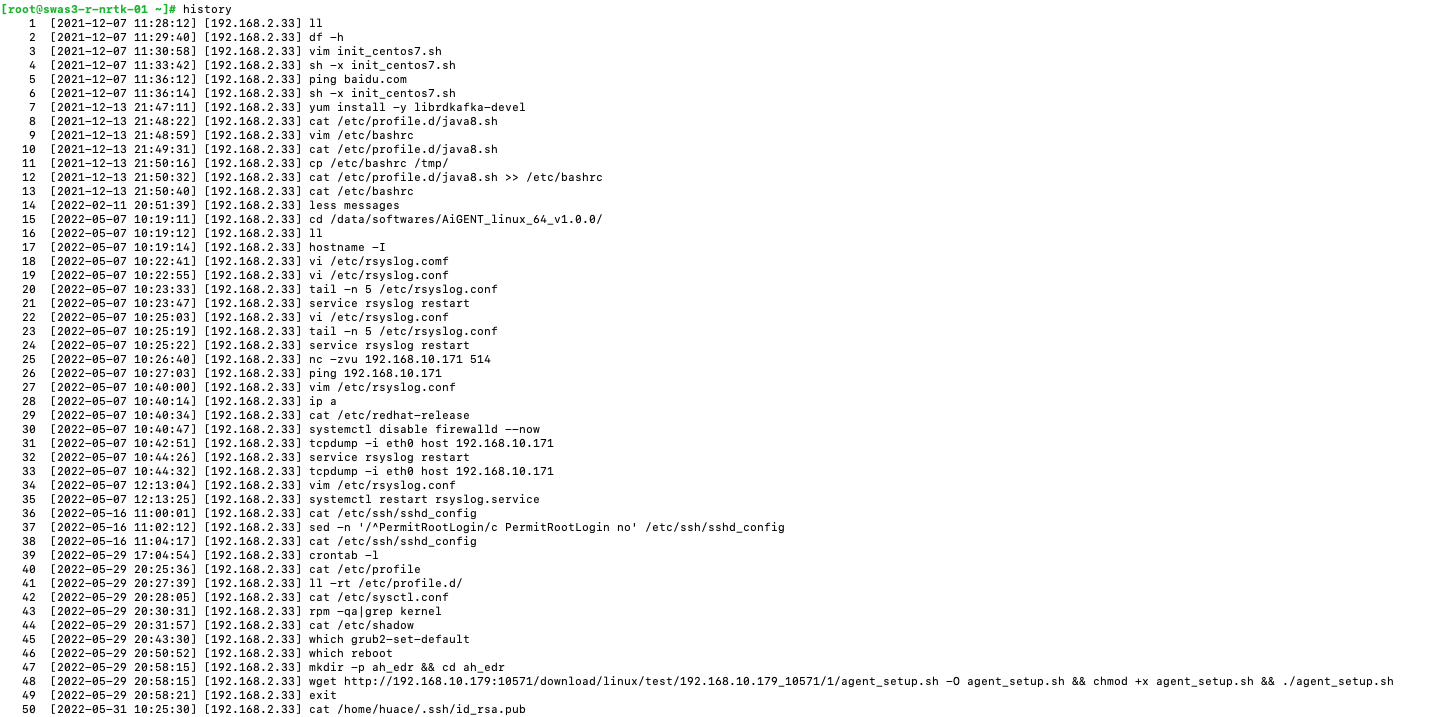 [root@swas3-r-nrtk-01 ~]# history
1 [2021-12-07 11:28:12] [192.168.2.33] ll
2 [2021-12-07 11:29:40] [192.168.2.33] df -h
3 [2021-12-07 11:30:58] [192.168.2.33] vim init_centos7.sh
4 [2021-12-07 11:33:42] [192.168.2.33] sh -x init_centos7.sh
5 [2021-12-07 11:36:12] [192.168.2.33] ping baidu.com
6 [2021-12-07 11:36:14] [192.168.2.33] sh -x init_centos7.sh
7 [2021-12-13 21:47:11] [192.168.2.33] yum install -y librdkafka-devel
8 [2021-12-13 21:48:22] [192.168.2.33] cat /etc/profile.d/java8.sh
9 [2021-12-13 21:48:59] [192.168.2.33] vim /etc/bashrc
10 [2021-12-13 21:49:31] [192.168.2.33] cat /etc/profile.d/java8.sh
11 [2021-12-13 21:50:16] [192.168.2.33] cp /etc/bashrc /tmp/
12 [2021-12-13 21:50:32] [192.168.2.33] cat /etc/profile.d/java8.sh >> /etc/bashrc
13 [2021-12-13 21:50:40] [192.168.2.33] cat /etc/bashrc
14 [2022-02-11 20:51:39] [192.168.2.33] less messages
15 [2022-05-07 10:19:11] [192.168.2.33] cd /data/softwares/AiGENT_linux_64_v1.0.0/
16 [2022-05-07 10:19:12] [192.168.2.33] ll
17 [2022-05-07 10:19:14] [192.168.2.33] hostname -I
18 [2022-05-07 10:22:41] [192.168.2.33] vi /etc/rsyslog.comf
19 [2022-05-07 10:22:55] [192.168.2.33] vi /etc/rsyslog.conf
20 [2022-05-07 10:23:33] [192.168.2.33] tail -n 5 /etc/rsyslog.conf
21 [2022-05-07 10:23:47] [192.168.2.33] service rsyslog restart
22 [2022-05-07 10:25:03] [192.168.2.33] vi /etc/rsyslog.conf
23 [2022-05-07 10:25:19] [192.168.2.33] tail -n 5 /etc/rsyslog.conf
24 [2022-05-07 10:25:22] [192.168.2.33] service rsyslog restart
25 [2022-05-07 10:26:40] [192.168.2.33] nc -zvu 192.168.10.171 514
26 [2022-05-07 10:27:03] [192.168.2.33] ping 192.168.10.171
27 [2022-05-07 10:40:00] [192.168.2.33] vim /etc/rsyslog.conf
28 [2022-05-07 10:40:14] [192.168.2.33] ip a
29 [2022-05-07 10:40:34] [192.168.2.33] cat /etc/redhat-release
30 [2022-05-07 10:40:47] [192.168.2.33] systemctl disable firewalld --now
31 [2022-05-07 10:42:51] [192.168.2.33] tcpdump -i eth0 host 192.168.10.171
32 [2022-05-07 10:44:26] [192.168.2.33] service rsyslog restart
33 [2022-05-07 10:44:32] [192.168.2.33] tcpdump -i eth0 host 192.168.10.171
34 [2022-05-07 12:13:04] [192.168.2.33] vim /etc/rsyslog.conf
35 [2022-05-07 12:13:25] [192.168.2.33] systemctl restart rsyslog.service
36 [2022-05-16 11:00:01] [192.168.2.33] cat /etc/ssh/sshd_config
37 [2022-05-16 11:02:12] [192.168.2.33] sed -n '/^PermitRootLogin/c PermitRootLogin no' /etc/ssh/sshd_config
38 [2022-05-16 11:04:17] [192.168.2.33] cat /etc/ssh/sshd_config
39 [2022-05-29 17:04:54] [192.168.2.33] crontab -l
40 [2022-05-29 20:25:36] [192.168.2.33] cat /etc/profile
41 [2022-05-29 20:27:39] [192.168.2.33] ll -rt /etc/profile.d/
42 [2022-05-29 20:28:05] [192.168.2.33] cat /etc/sysctl.conf
43 [2022-05-29 20:30:31] [192.168.2.33] rpm -qa|grep kernel
44 [2022-05-29 20:31:57] [192.168.2.33] cat /etc/shadow
45 [2022-05-29 20:43:30] [192.168.2.33] which grub2-set-default
46 [2022-05-29 20:50:52] [192.168.2.33] which reboot
47 [2022-05-29 20:58:15] [192.168.2.33] mkdir -p ah_edr && cd ah_edr
48 [2022-05-29 20:58:15] [192.168.2.33] wget http://192.168.10.179:10571/download/linux/test/192.168.10.179_10571/1/agent_setup.sh -O agent_setup.sh && chmod +x agent_setup.sh && ./agent_setup.sh
49 [2022-05-29 20:58:21] [192.168.2.33] exit
50 [2022-05-31 10:25:30] [192.168.2.33] cat /home/huace/.ssh/id_rsa.pub